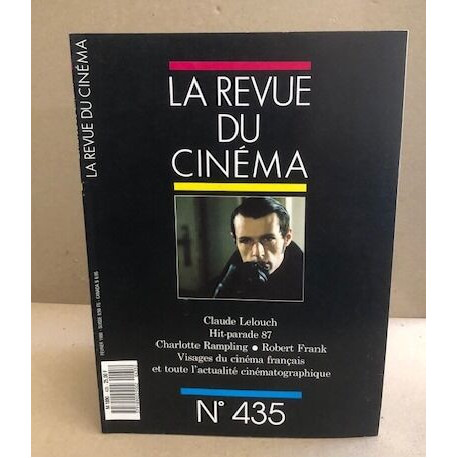 LA REVUE DU CINÉMA
LA REVUE
DU
CINÉMA
Claude Lelouch
Hit-parade 87
Charlotte Rampling ● Robert Frank
Visages du cinéma français
et toute l'actualité cinématographique
N° 435